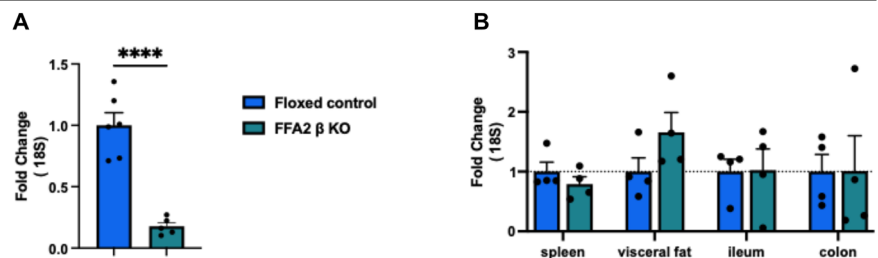 A
****
1.5
1.0
0.5
0.0
Fold Change
( 18S)
Floxed control
FFA2 β KO
B
3
2
1
0
Fold Change
( 18S)
spleen visceral fat ileum colon